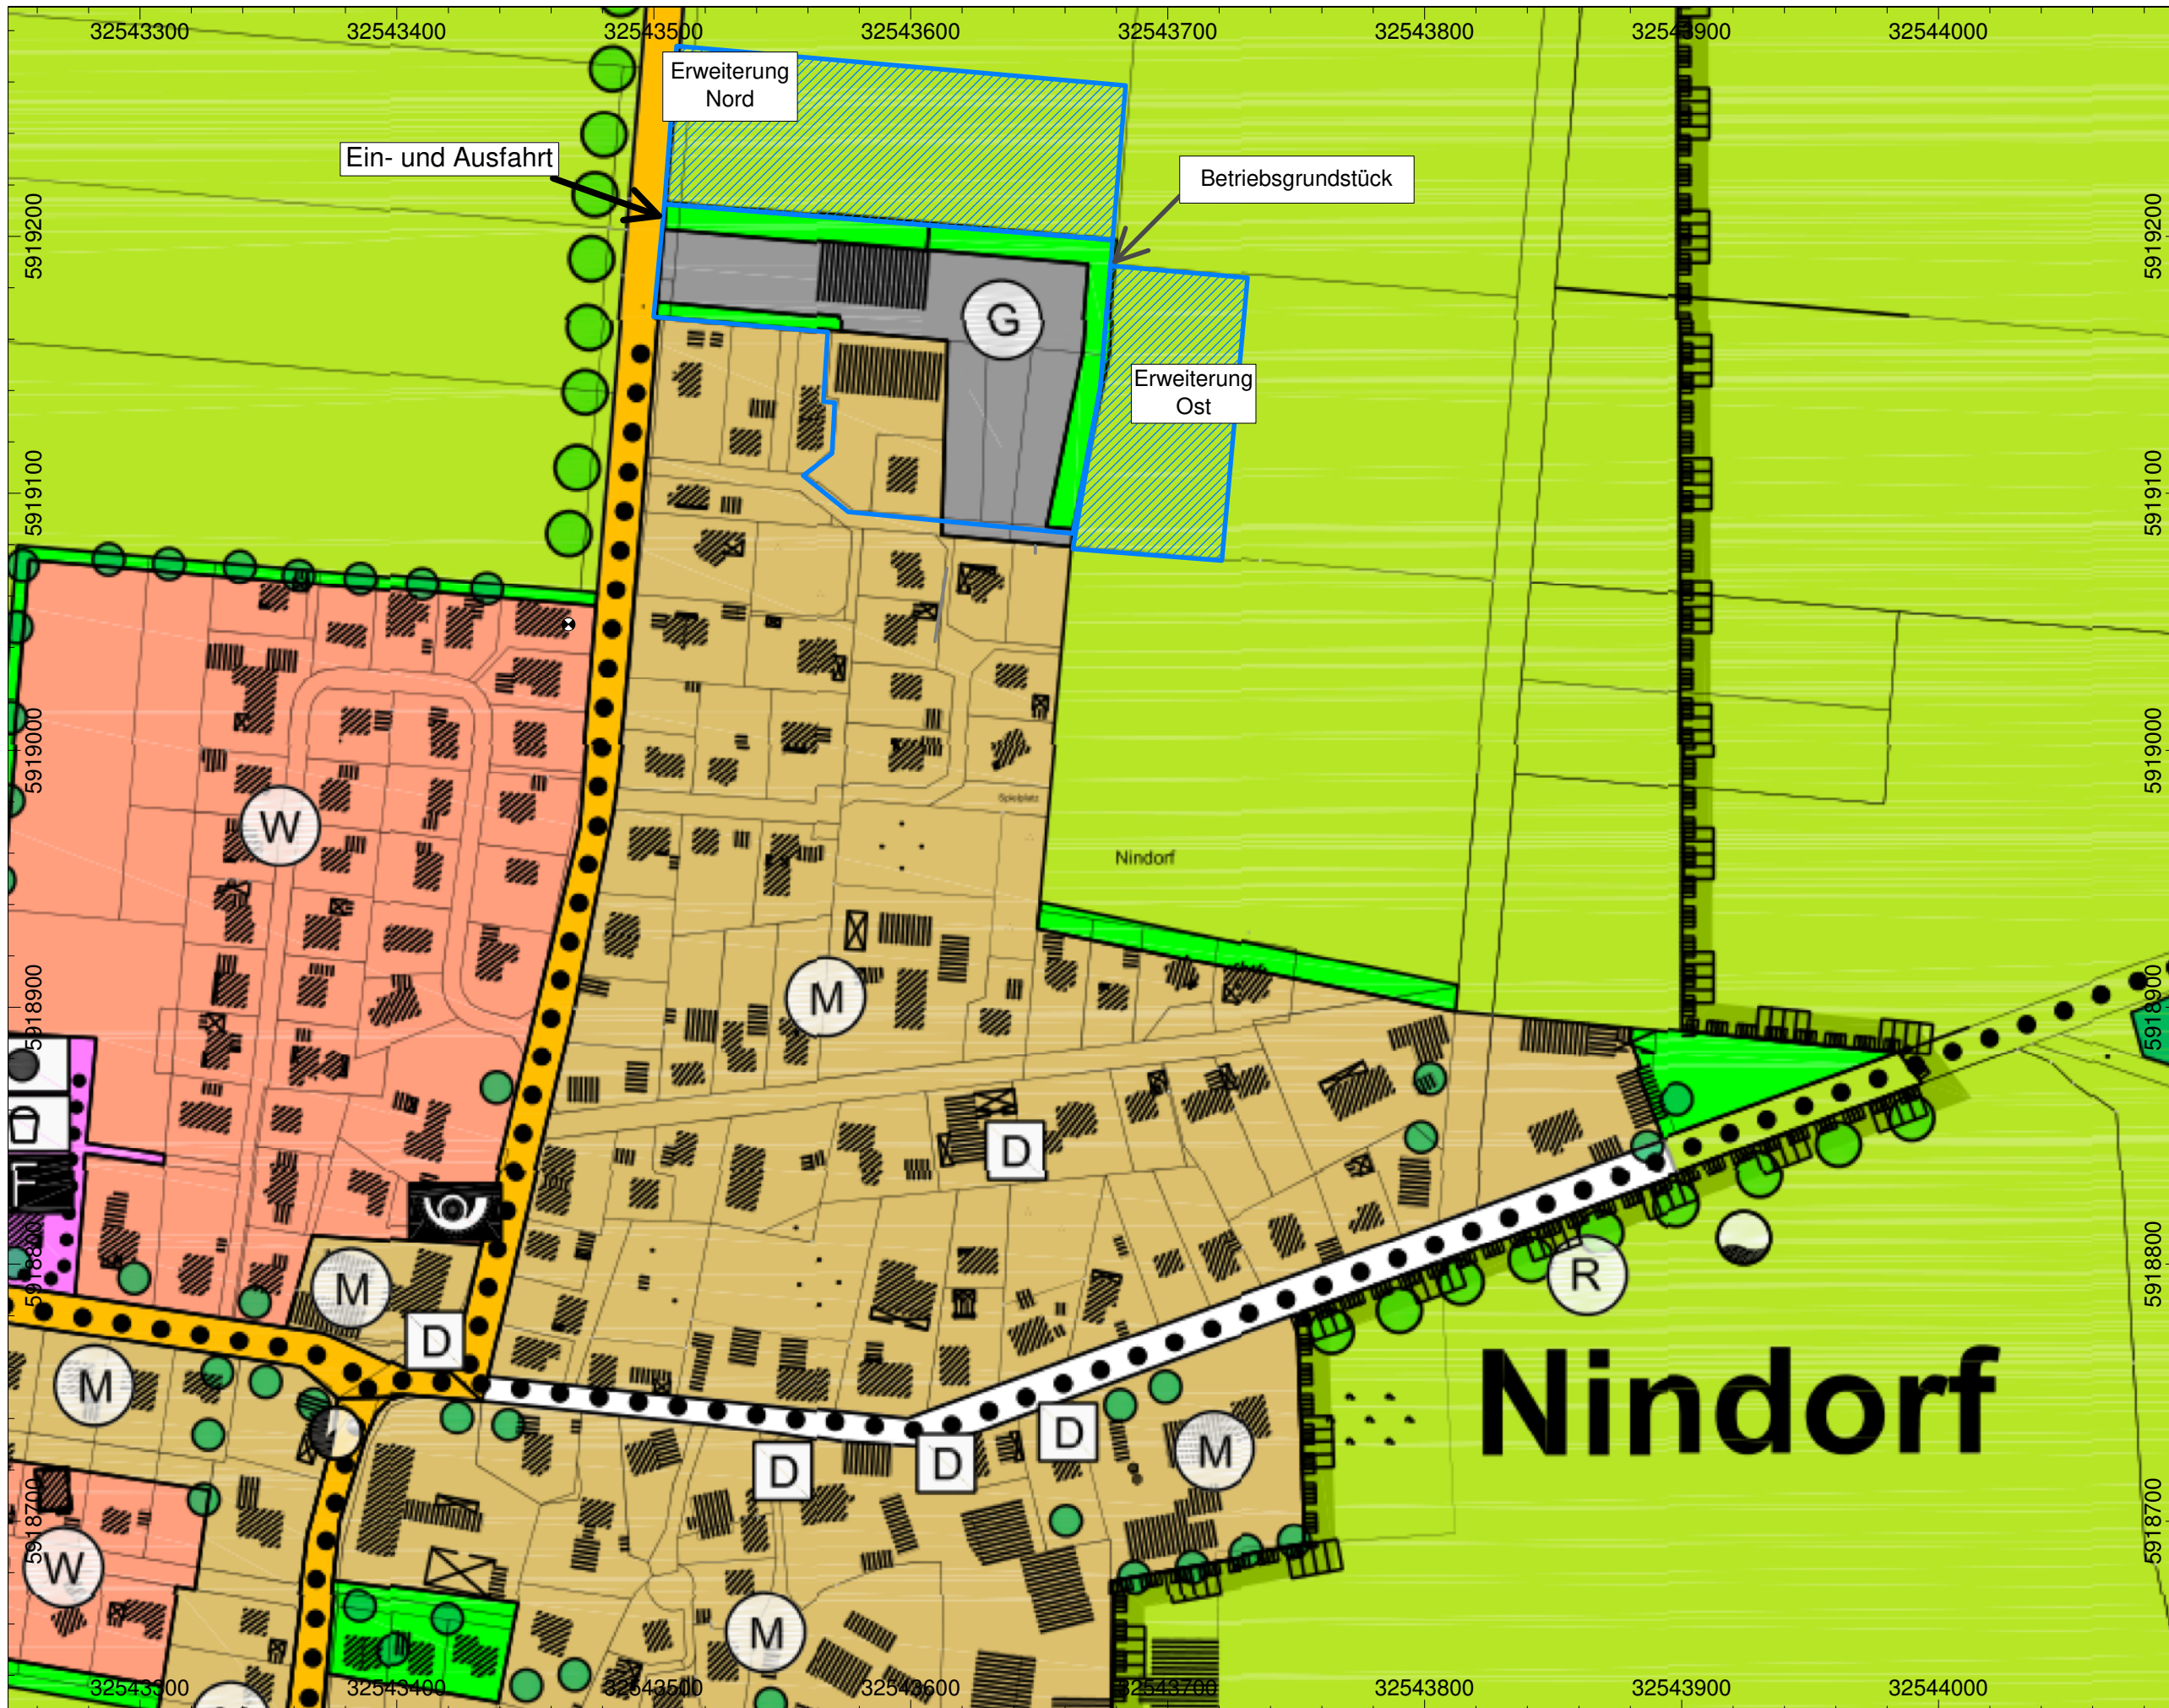 32543300 32543400 32543500 32543600 32543700 32543800 32543900 32544000
Erweiterung
Nord
Ein- und Ausfahrt
Betriebsgrundstück
5919200
5919200
G
Erweiterung
Ost
5919100
5919100
5919000
5919000
W
Spielplatz
Nindorf
M
5918900
5918900
D
F
5918800
5918800
M
R
D
M
Nindorf
D
D
D
M
5918700
5918700
W
M
32543300 32543400 32543500 32543600 32543700 32543800 32543900 32544000